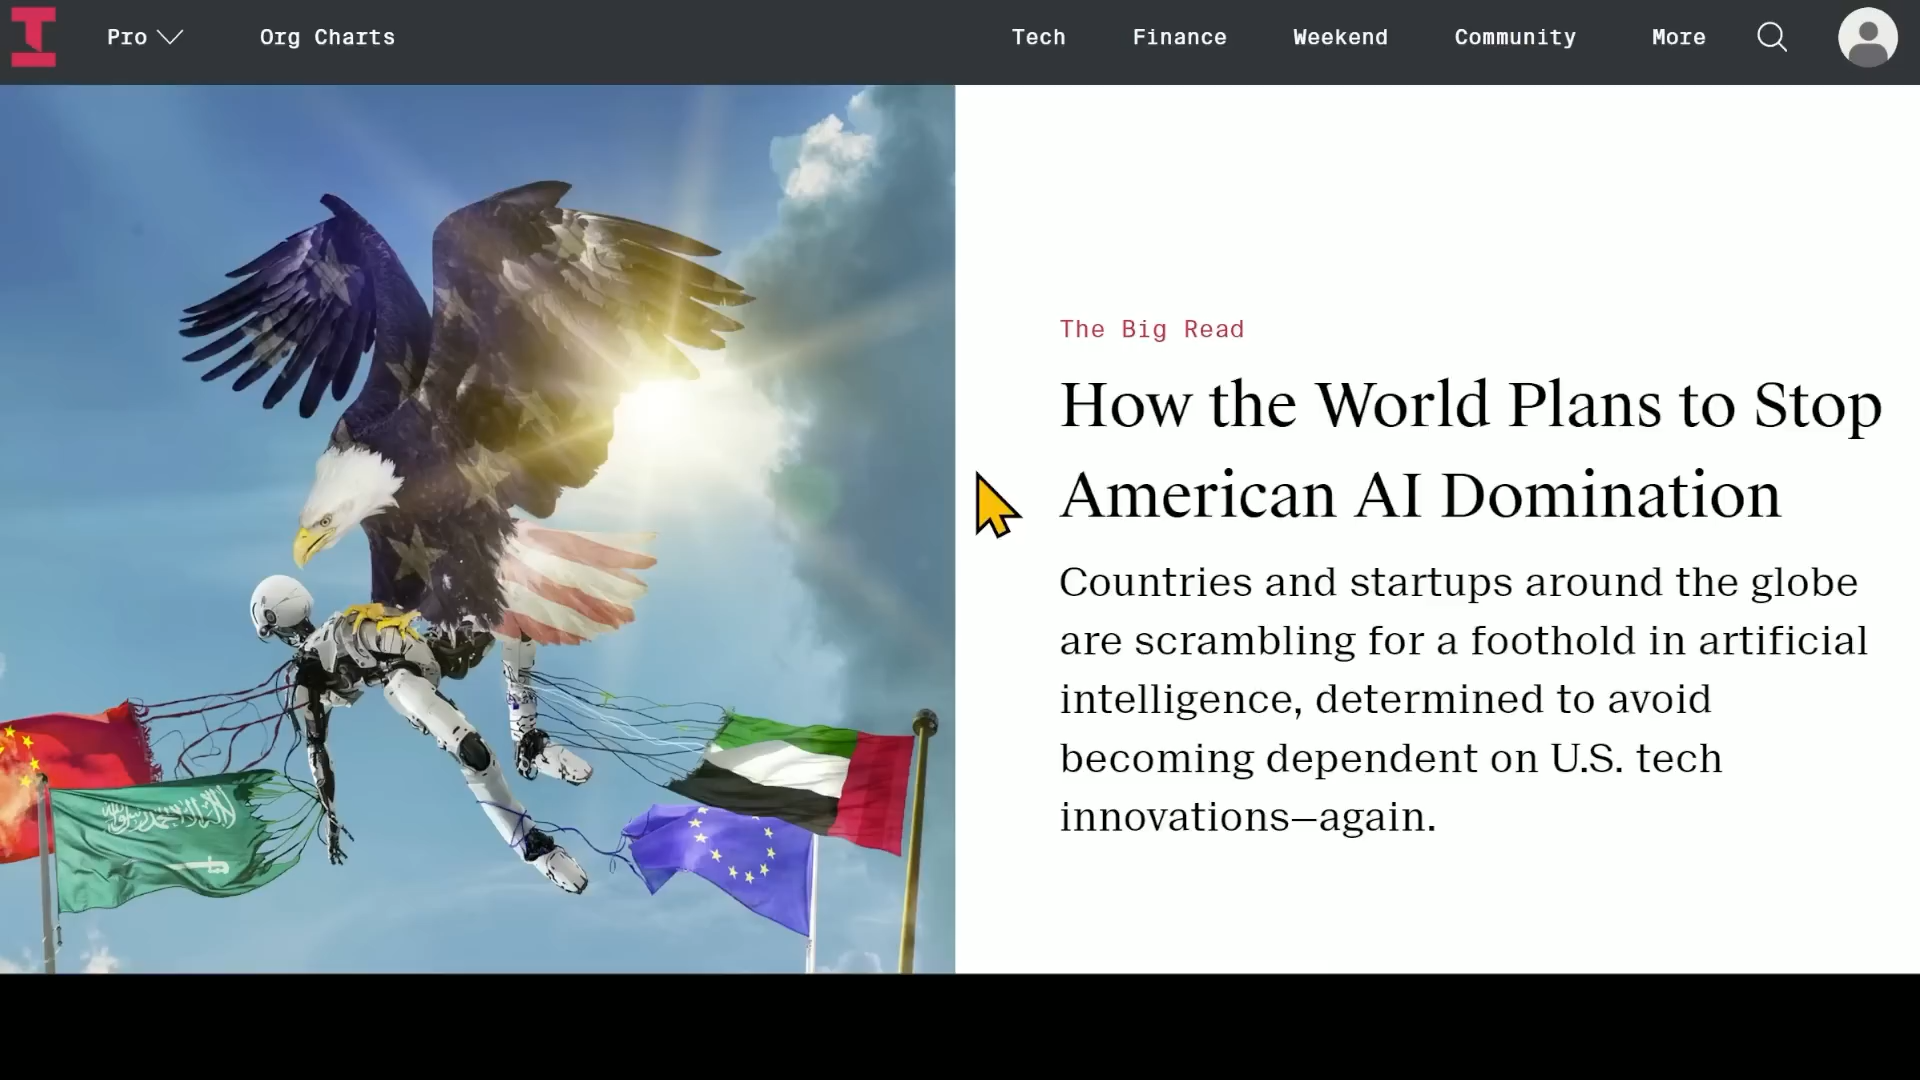 Pro
Org Charts
Tech
Finance
Weekend
Community
More
The Big Read
How the World Plans to Stop
American AI Domination
Countries and startups around the globe
are scrambling for a foothold in artificial
intelligence, determined to avoid
becoming dependent on U.S. tech
innovations—again.